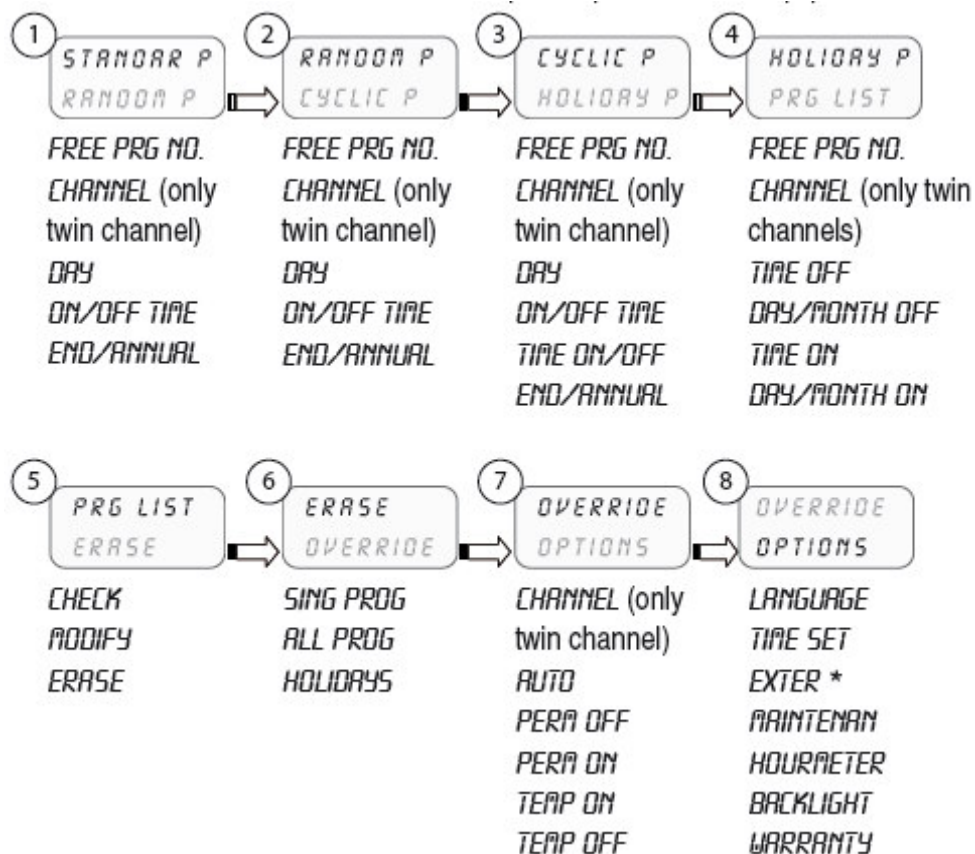 1
STANDAR P
RANDOM P
FREE PRG NO.
CHANNEL (only
twin channel)
DAY
ON/OFF TIME
END/ANNUAL
2
RANDOM P
CYCLIC P
FREE PRG NO.
CHANNEL (only
twin channel)
DAY
ON/OFF TIME
END/ANNUAL
3
CYCLIC P
HOLIDAY P
FREE PRG NO.
CHANNEL (only
twin channel)
DAY
ON/OFF TIME
TIME ON/OFF
END/ANNUAL
4
HOLIDAY P
PRG LIST
FREE PRG NO.
CHANNEL (only twin
channels)
TIME OFF
DAY/MONTH OFF
TIME ON
DAY/MONTH ON
5
PRG LIST
ERASE
CHECK
MODIFY
ERASE
6
ERASE
OVERRIDE
SING PROG
ALL PROG
HOLIDAYS
7
OVERRIDE
OPTIONS
CHANNEL (only
twin channel)
AUTO
PERM OFF
PERM ON
TEMP ON
TEMP OFF
8
OVERRIDE
OPTIONS
LANGUAGE
TIME SET
EXTER *
MAINTENAN
HOURMETER
BACKLIGHT
WARRANTY